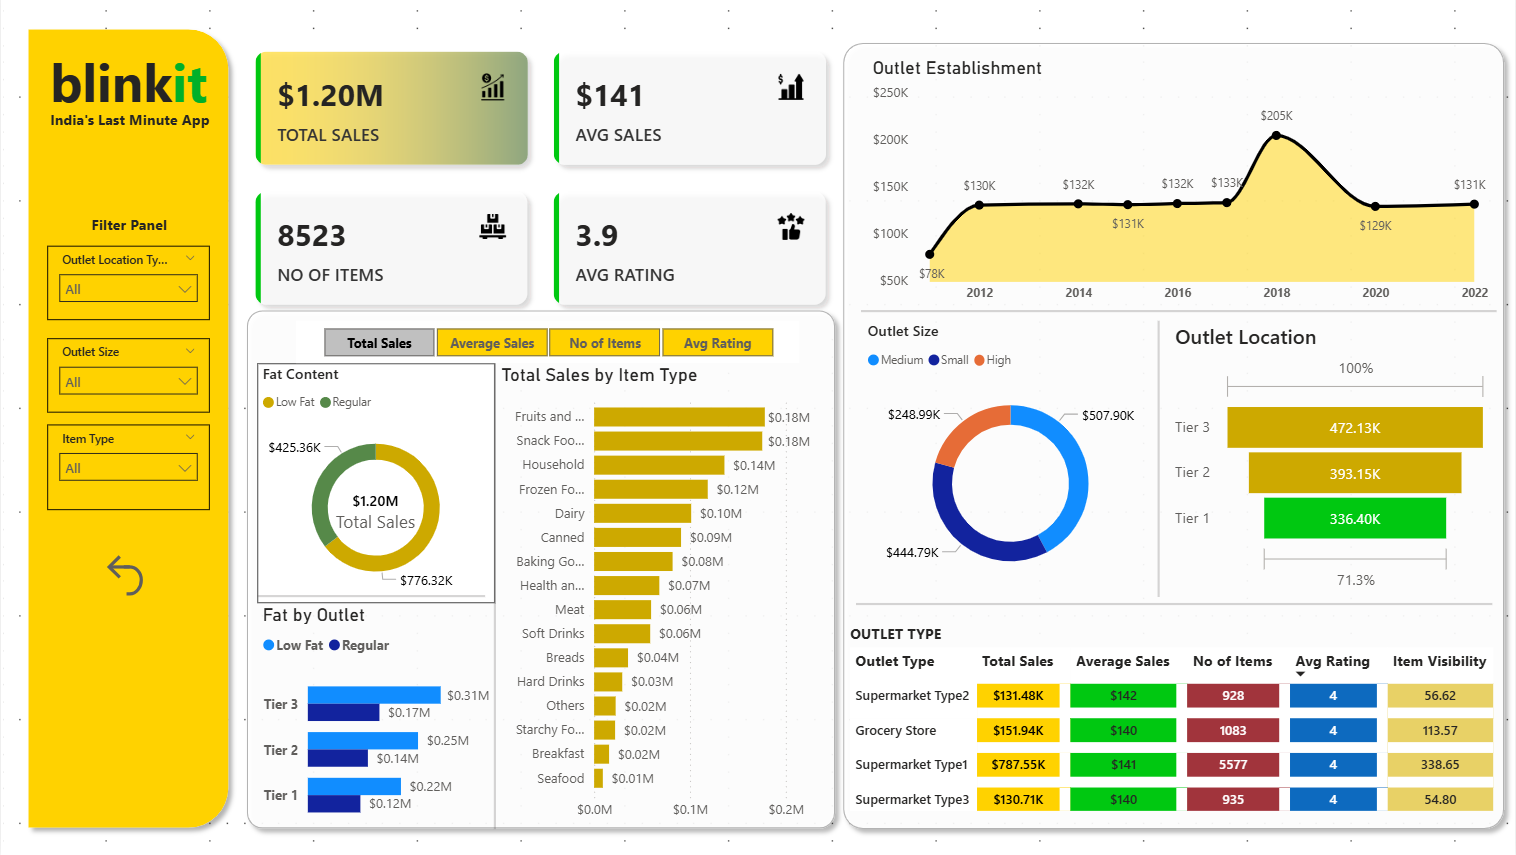 blinkit
India's Last Minute App
Filter Panel
Outlet Location Ty...
All
Outlet Size
All
Item Type
All
$1.20M
TOTAL SALES
$141
AVG SALES
8523
NO OF ITEMS
3.9
AVG RATING
Total Sales
Average Sales
No of Items
Avg Rating
Fat Content
Low Fat
Regular
$425.36K
$1.20M
Total Sales
$776.32K
Fat by Outlet
Low Fat
Regular
Tier 3
$0.31M
$0.17M
Tier 2
$0.25M
$0.14M
Tier 1
$0.22M
$0.12M
Total Sales by Item Type
Fruits and ...
$0.18M
Snack Foo...
$0.18M
Household
$0.14M
Frozen Fo...
$0.12M
Dairy
$0.10M
Canned
$0.09M
Baking Go...
$0.08M
Health an...
$0.07M
Meat
$0.06M
Soft Drinks
$0.06M
Breads
$0.04M
Hard Drinks
$0.03M
Others
$0.02M
Starchy Fo...
$0.02M
Breakfast
$0.02M
Seafood
$0.01M
$0.0M
$0.1M
$0.2M
Outlet Establishment
$250K
$200K
$150K
$100K
$50K
$78K
$130K
$132K
$131K
$132K
$133K
$205K
$129K
$131K
2012
2014
2016
2018
2020
2022
Outlet Size
Medium
Small
High
$248.99K
$507.90K
$444.79K
Outlet Location
100%
Tier 3
472.13K
Tier 2
393.15K
Tier 1
336.40K
71.3%
OUTLET TYPE
Outlet Type Total Sales Average Sales No of Items Avg Rating Item Visibility
Supermarket Type2 $131.48K $142 928 4 56.62
Grocery Store $151.94K $140 1083 4 113.57
Supermarket Type1 $787.55K $141 5577 4 338.65
Supermarket Type3 $130.71K $140 935 4 54.80